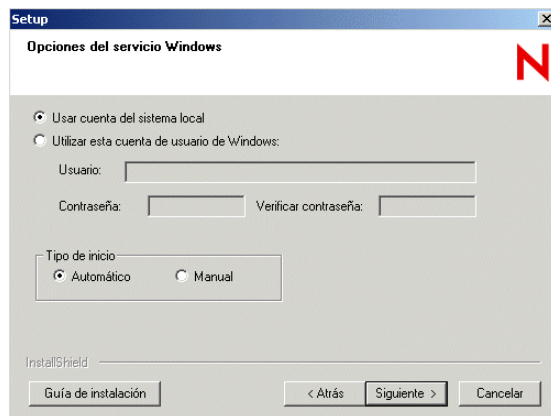 Setup
Opciones del servicio Windows
N
Usar cuenta del sistema local
Utilizar esta cuenta de usuario de Windows:
Usuario:
Contraseña: Verificar contraseña:
Tipo de inicio
Automático Manual
InstallShield
Guía de instalación < Atrás Siguiente > Cancelar